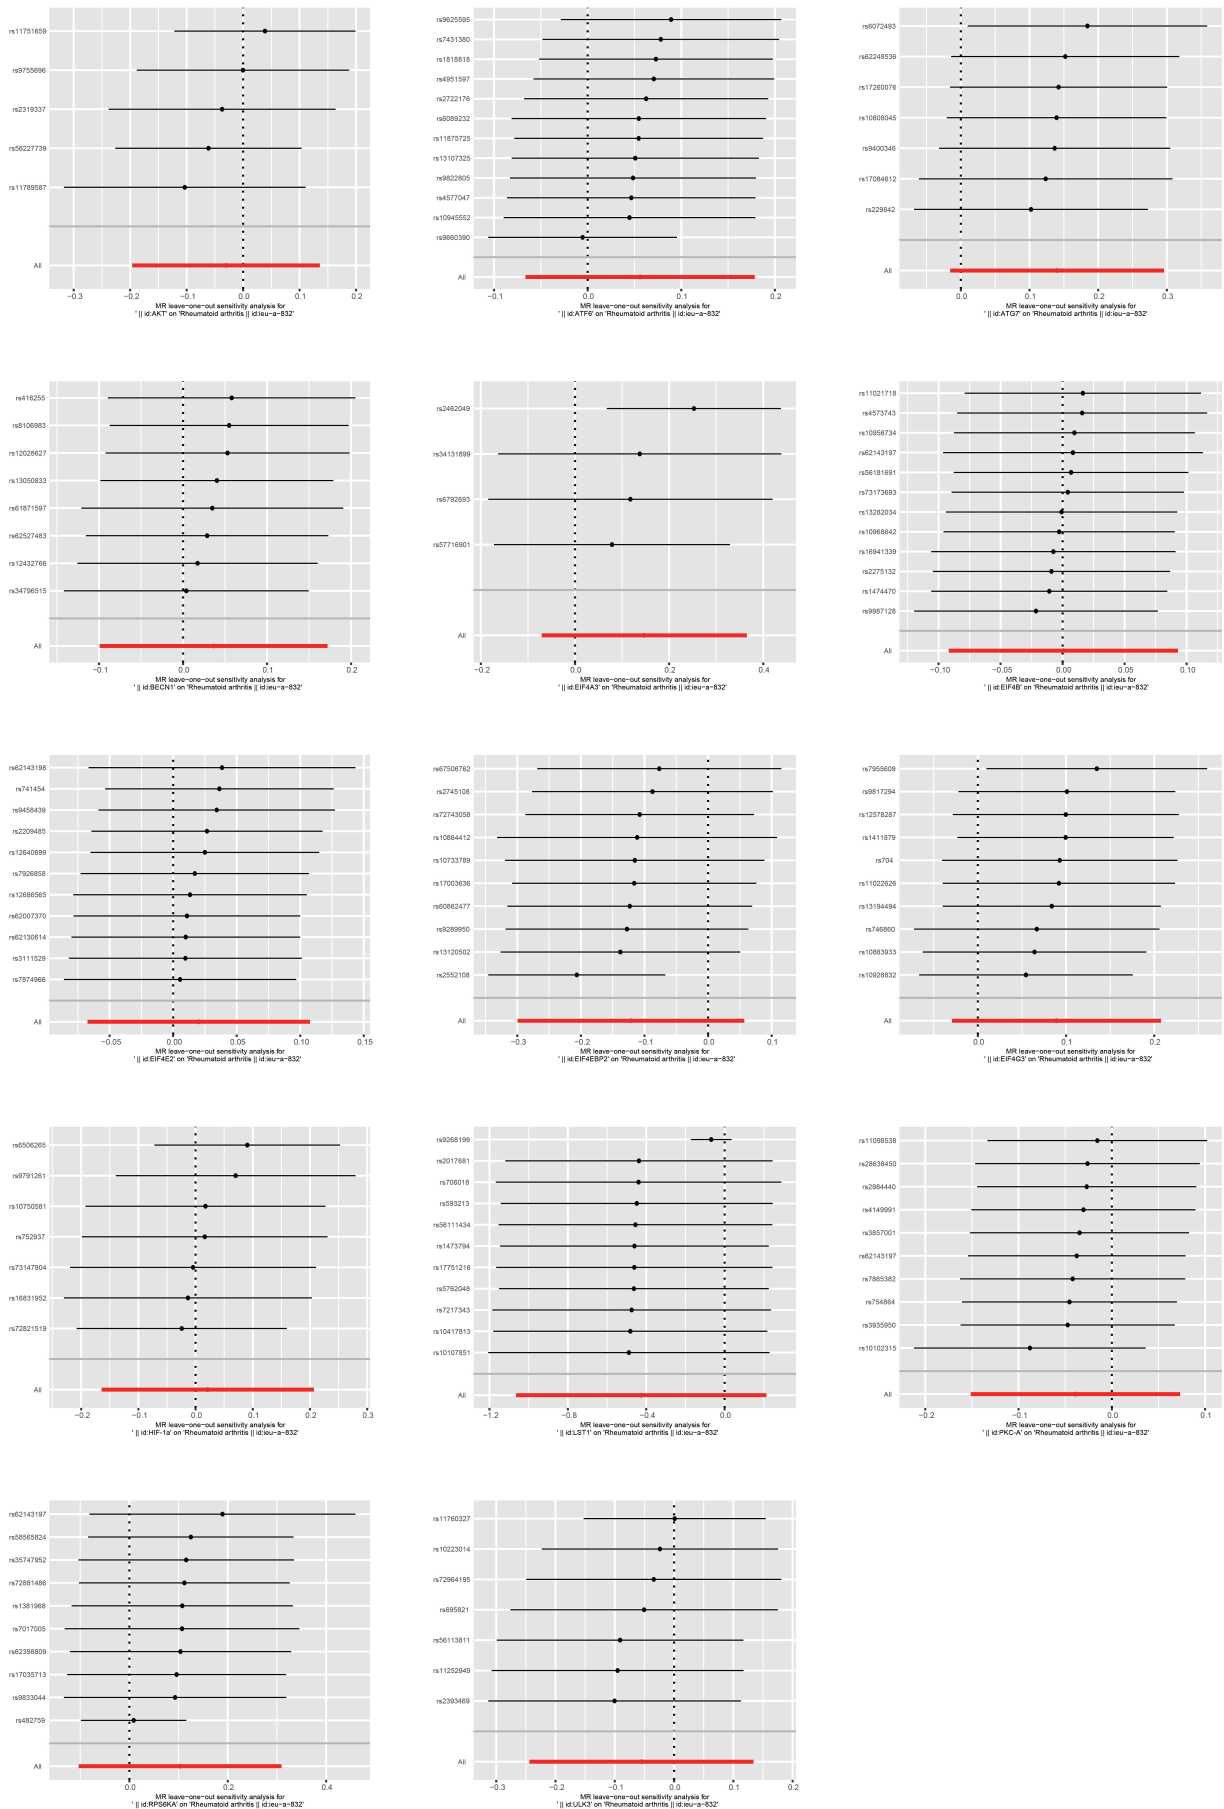 rs11751659
rs9755696
rs2319337
rs56227739
rs11789587
All
−0.3 −0.2 −0.1 0.0 0.1 0.2
MR leave−one−out sensitivity analysis for
' || id:AKT' on 'Rheumatoid arthritis || id:ieu−a−832'
rs9625595
rs7431380
rs1818818
rs4951597
rs2722176
rs6089232
rs11875725
rs13107325
rs9822805
rs4577047
rs10945552
rs9660390
All
−0.1 0.0 0.1 0.2
MR leave−one−out sensitivity analysis for
' || id:ATF6' on 'Rheumatoid arthritis || id:ieu−a−832'
rs6072493
rs62248536
rs17260076
rs10808045
rs9400346
rs17084612
rs229842
All
0.0 0.1 0.2 0.3
MR leave−one−out sensitivity analysis for
' || id:ATG7' on 'Rheumatoid arthritis || id:ieu−a−832'
rs416255
rs8106983
rs12028627
rs13050833
rs61871597
rs62527483
rs12432766
rs34796515
All
−0.1 0.0 0.1 0.2
MR leave−one−out sensitivity analysis for
' || id:BECN1' on 'Rheumatoid arthritis || id:ieu−a−832'
rs2462049
rs34131899
rs6792693
rs57716901
All
−0.2 0.0 0.2 0.4
MR leave−one−out sensitivity analysis for
' || id:EIF4A3' on 'Rheumatoid arthritis || id:ieu−a−832'
rs11021718
rs4573743
rs10956734
rs62143197
rs56181691
rs73173693
rs13282034
rs10968642
rs16941339
rs2275132
rs1474470
rs9987128
All
−0.10 −0.05 0.00 0.05 0.10
MR leave−one−out sensitivity analysis for
' || id:EIF4B' on 'Rheumatoid arthritis || id:ieu−a−832'
rs62143198
rs741454
rs9458439
rs2209485
rs12640699
rs7926858
rs12686565
rs62007370
rs62130614
rs3111529
rs7874966
All
−0.05 0.00 0.05 0.10 0.15
MR leave−one−out sensitivity analysis for
' || id:EIF4E2' on 'Rheumatoid arthritis || id:ieu−a−832'
rs67506762
rs2745108
rs72743058
rs10864412
rs10733789
rs17003636
rs60862477
rs9289950
rs13120502
rs2552108
All
−0.3 −0.2 −0.1 0.0 0.1
MR leave−one−out sensitivity analysis for
' || id:EIF4EBP2' on 'Rheumatoid arthritis || id:ieu−a−832'
rs7955609
rs9817294
rs12578287
rs1411879
rs704
rs11022626
rs13194494
rs746860
rs10883933
rs10928832
All
0.0 0.1 0.2
MR leave−one−out sensitivity analysis for
' || id:EIF4G3' on 'Rheumatoid arthritis || id:ieu−a−832'
rs6506265
rs9791261
rs10750581
rs752937
rs73147904
rs16831952
rs72821519
All
−0.2 −0.1 0.0 0.1 0.2 0.3
MR leave−one−out sensitivity analysis for
' || id:HIF−1a' on 'Rheumatoid arthritis || id:ieu−a−832'
rs9268199
rs2017681
rs706018
rs593213
rs56111434
rs1473794
rs17751216
rs5762048
rs7217343
rs10417813
rs10107851
All
−1.2 −0.8 −0.4 0.0
MR leave−one−out sensitivity analysis for
' || id:LST1' on 'Rheumatoid arthritis || id:ieu−a−832'
rs11098538
rs28638450
rs2984440
rs4149991
rs3857001
rs62143197
rs7865382
rs754864
rs3935950
rs10102315
All
−0.2 −0.1 0.0 0.1
MR leave−one−out sensitivity analysis for
' || id:PKC−A' on 'Rheumatoid arthritis || id:ieu−a−832'
rs62143197
rs58565824
rs35747952
rs72881486
rs1381968
rs7017005
rs62398809
rs17035713
rs9833044
rs482759
All
0.0 0.2 0.4
MR leave−one−out sensitivity analysis for
' || id:RPS6KA' on 'Rheumatoid arthritis || id:ieu−a−832'
rs11760327
rs10223014
rs72964195
rs695821
rs56113811
rs11252949
rs2393469
All
−0.3 −0.2 −0.1 0.0 0.1 0.2
MR leave−one−out sensitivity analysis for
' || id:ULK3' on 'Rheumatoid arthritis || id:ieu−a−832'